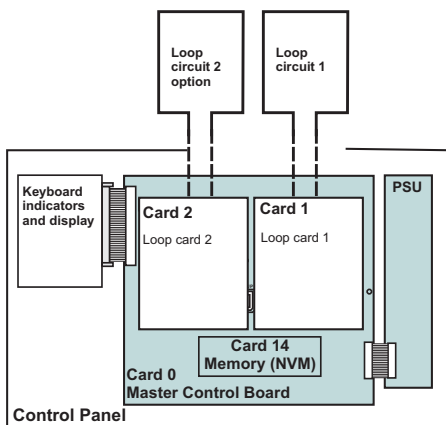 Loop
circuit 2
option
Loop
circuit 1
Keyboard
indicators
and display
Card 2
Loop card 2
Card 1
Loop card 1
PSU
Card 14
Memory (NVM)
Card 0
Master Control Board
Control Panel